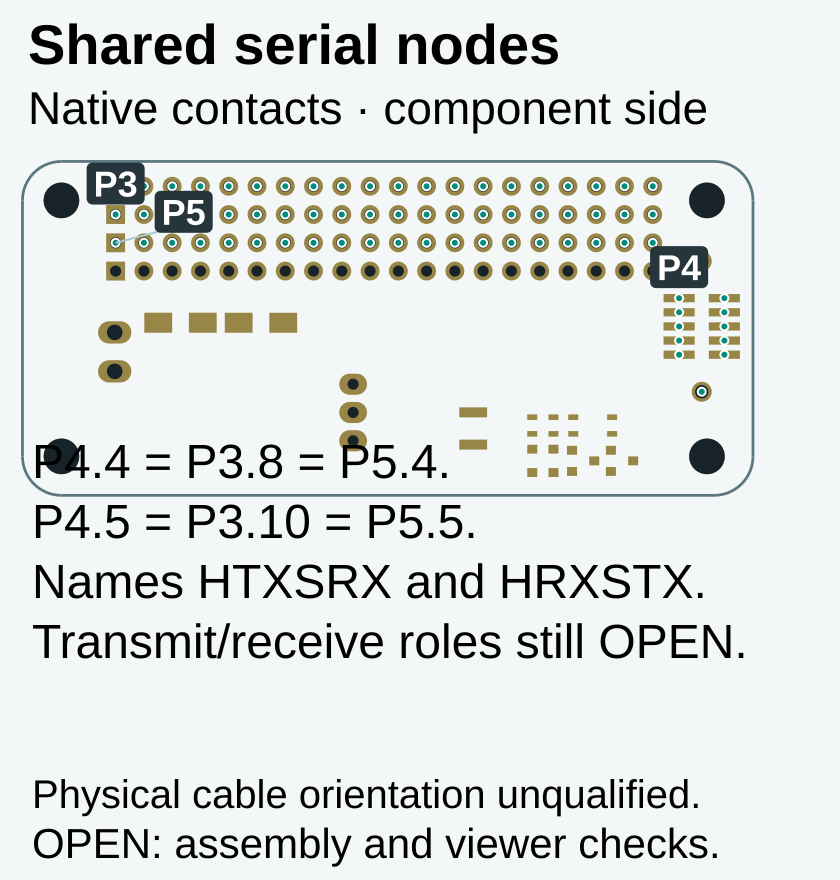 Shared serial nodes
Native contacts · component side
P3
P5
P4
P4.4 = P3.8 = P5.4.
P4.5 = P3.10 = P5.5.
Names HTXSRX and HRXSTX.
Transmit/receive roles still OPEN.
Physical cable orientation unqualified.
OPEN: assembly and viewer checks.